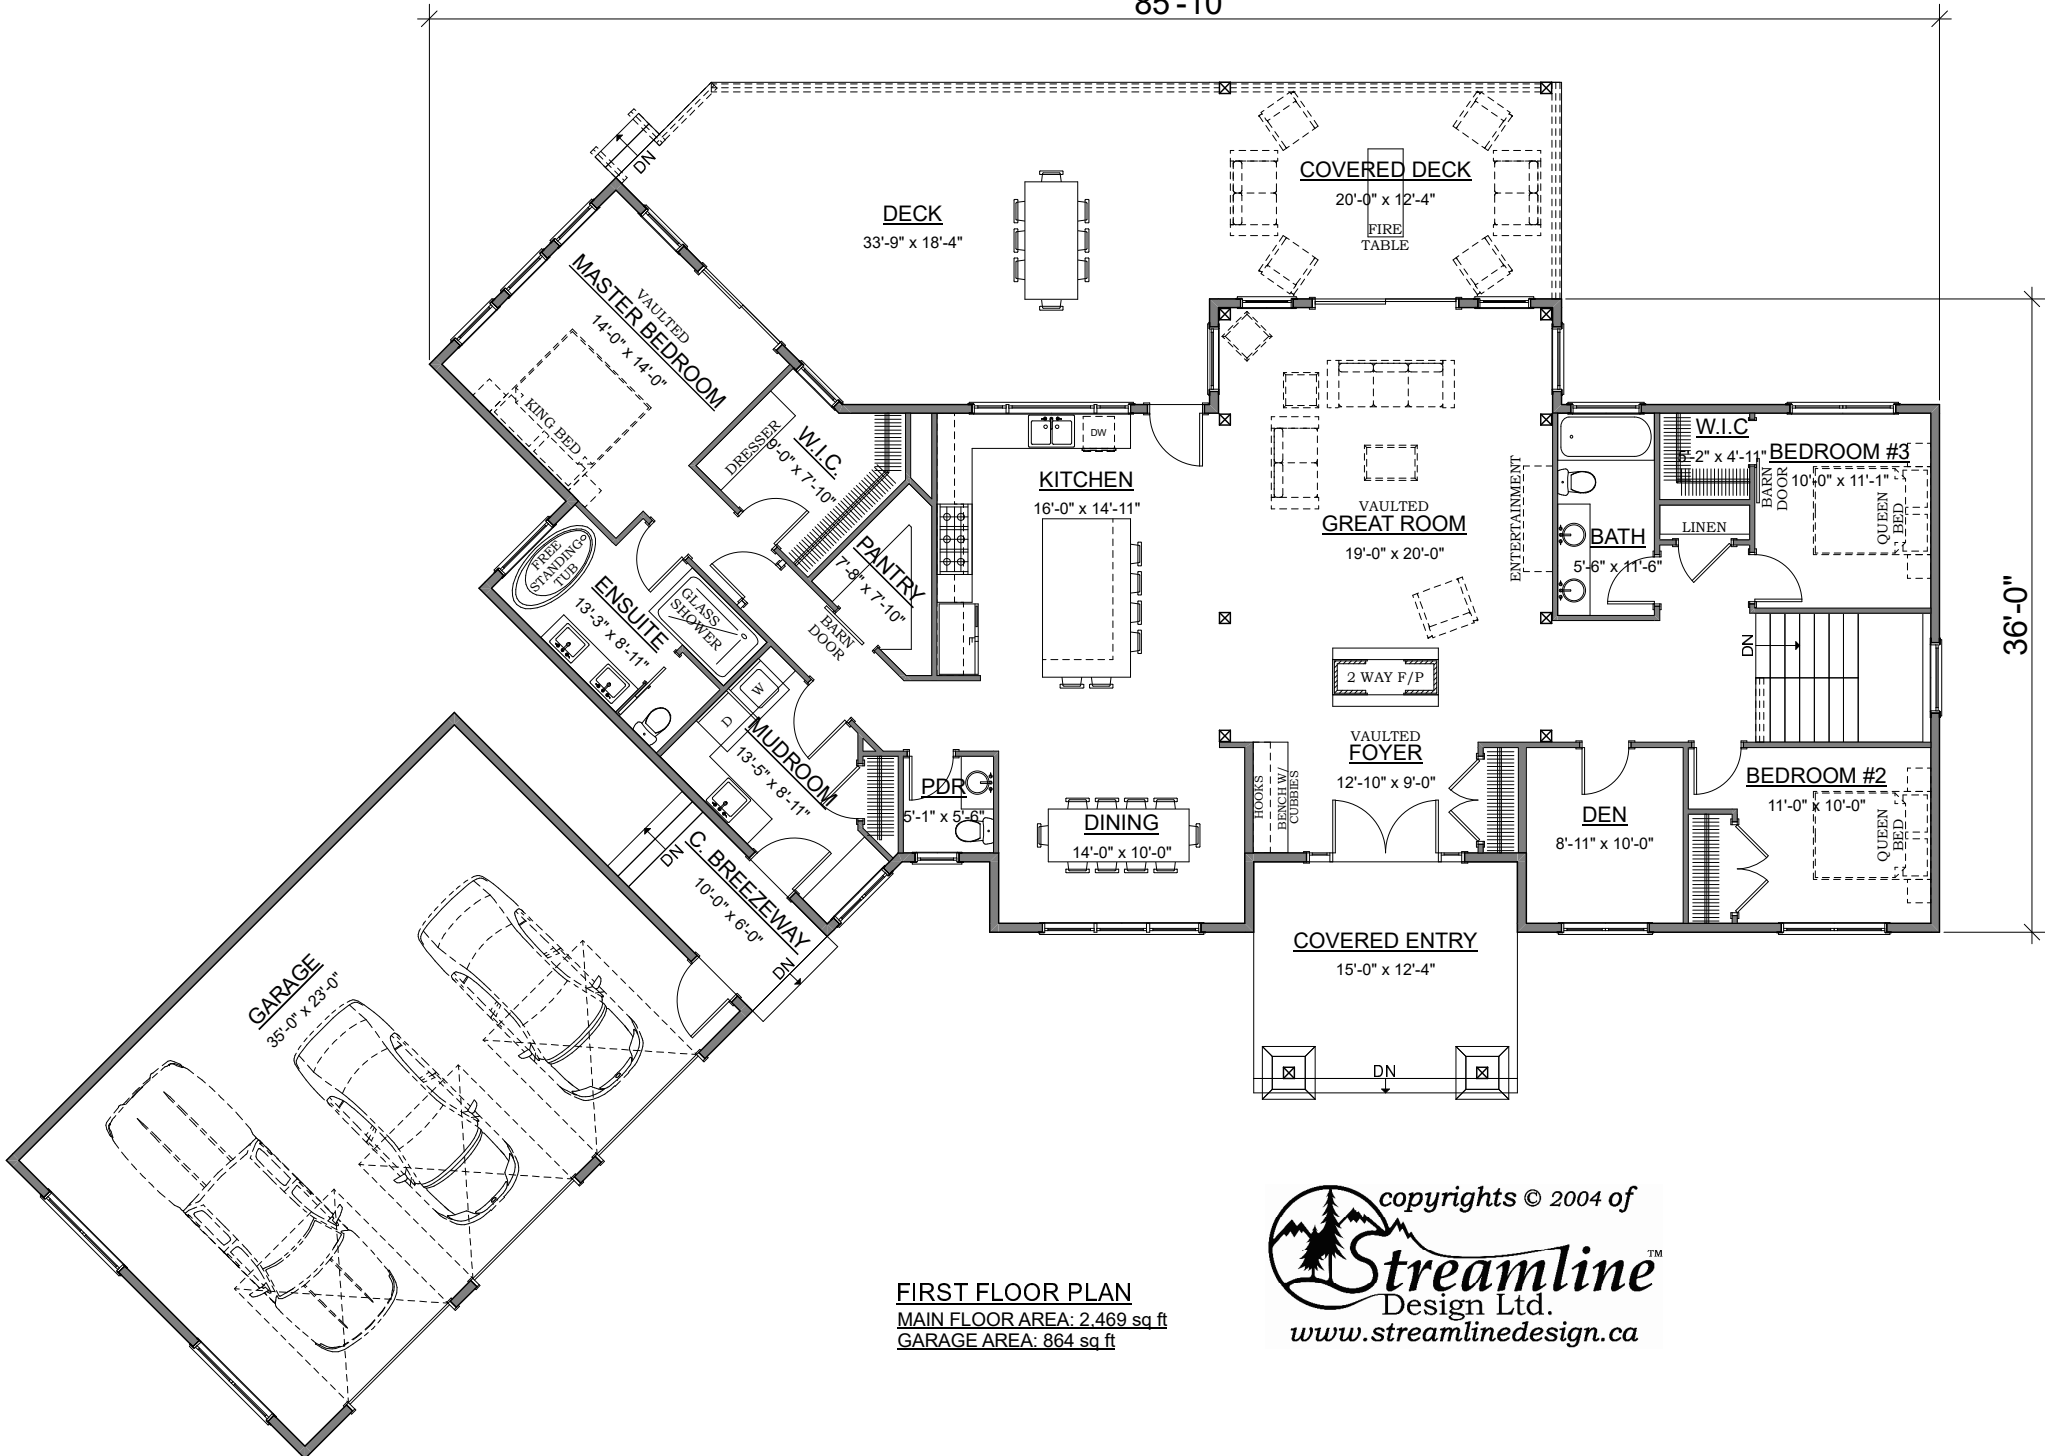 85'-10"
36'-0"
DN
DECK
33'-9" x 18'-4"
COVERED DECK
20'-0" x 12'-4"
FIRE
TABLE
MASTER BEDROOM
VAULTED
14'-0" x 14'-0"
KING BED
DRESSER
W.I.C.
9'-0" x 7'-10"
PANTRY
7'-8" x 7'-10"
BARN
DOOR
FREE
STANDING
TUB
ENSUITE
13'-3" x 8'-11"
GLASS
SHOWER
W
D
MUDROOM
13'-5" x 8'-11"
PDR
5'-1" x 5'-6"
DN
C. BREEZEWAY
10'-0" x 6'-0"
DN
GARAGE
35'-0" x 23'-0"
DW
KITCHEN
16'-0" x 14'-11"
DINING
14'-0" x 10'-0"
VAULTED
GREAT ROOM
19'-0" x 20'-0"
ENTERTAINMENT
2 WAY F/P
VAULTED
FOYER
12'-10" x 9'-0"
HOOKS
BENCH W/
CUBBIES
COVERED ENTRY
15'-0" x 12'-4"
DN
BATH
5'-6" x 11'-6"
W.I.C
5'-2" x 4'-11"
LINEN
BARN
DOOR
BEDROOM #3
10'-0" x 11'-1"
QUEEN
BED
DN
DEN
8'-11" x 10'-0"
BEDROOM #2
11'-0" x 10'-0"
QUEEN
BED
FIRST FLOOR PLAN
MAIN FLOOR AREA: 2,469 sq ft
GARAGE AREA: 864 sq ft
copyrights © 2004 of
Streamline™
Design Ltd.
www.streamlinedesign.ca